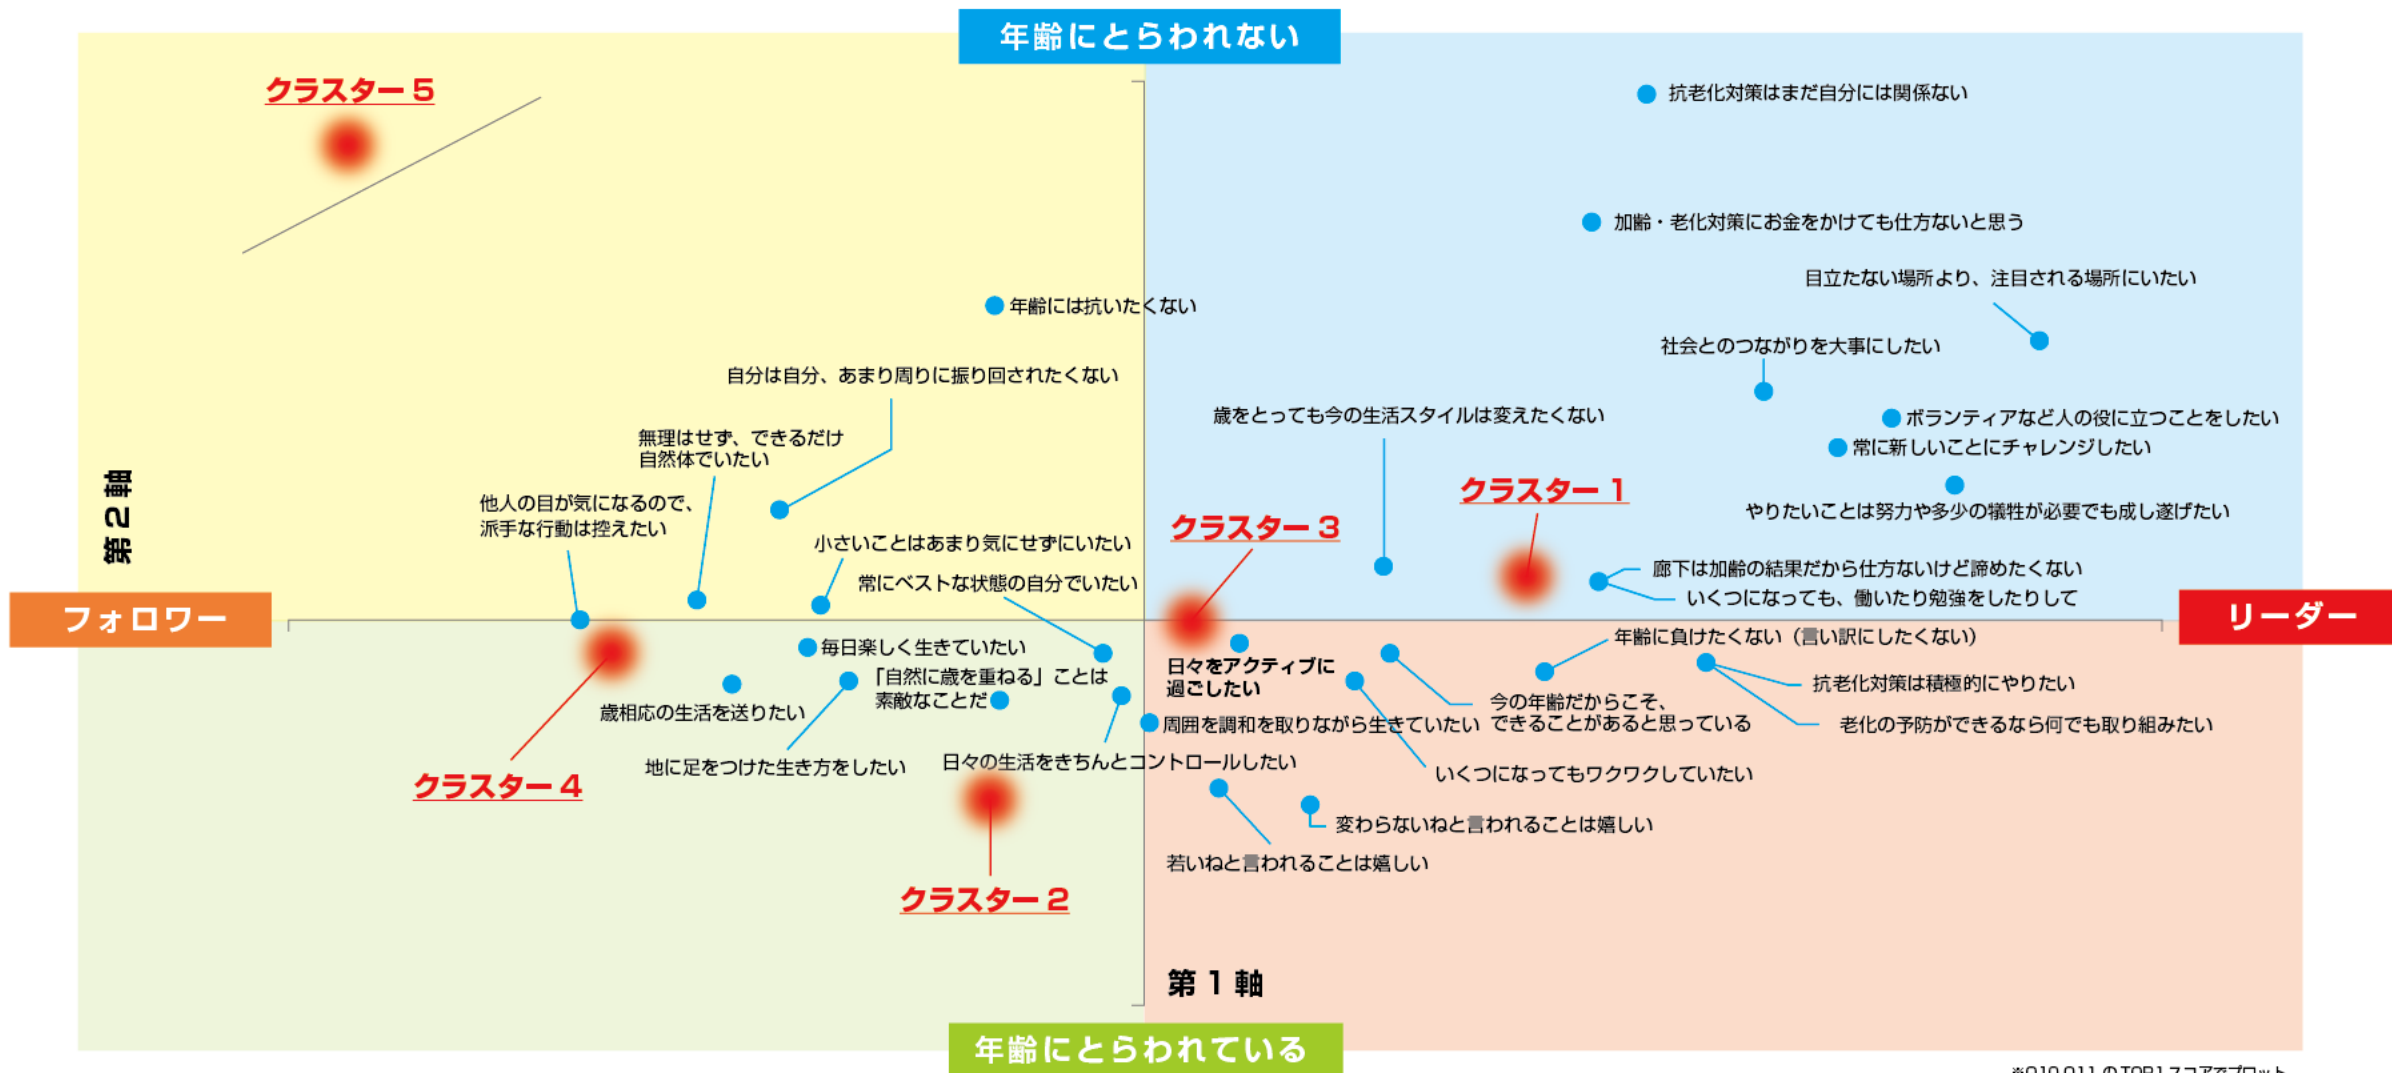 年齢にとらわれない
クラスター 5
抗老化対策はまだ自分には関係ない
加齢・老化対策にお金をかけても仕方ないと思う
目立たない場所より、注目される場所にいたい
年齢には抗いたくない
社会とのつながりを大事にしたい
自分は自分、あまり周りに振り回されたくない
歳をとっても今の生活スタイルは変えたくない
ボランティアなど人の役に立つことをしたい
無理はせず、できるだけ
自然体でいたい
常に新しいことにチャレンジしたい
第2軸
クラスター 1
他人の目が気になるので、
派手な行動は控えたい
やりたいことは努力や多少の犠牲が必要でも成し遂げたい
クラスター 3
小さいことはあまり気にせずにいたい
常にベストな状態の自分でいたい
廊下は加齢の結果だから仕方ないけど諦めたくない
いくつになっても、働いたり勉強をしたりして
フォロワー
リーダー
毎日楽しく生きていたい
年齢に負けたくない（言い訳にしたくない）
「自然に歳を重ねる」ことは
素敵なことだ
日々をアクティブに
過ごしたい
抗老化対策は積極的にやりたい
歳相応の生活を送りたい
今の年齢だからこそ、
できることがあると思っている
周囲を調和を取りながら生きていたい
老化の予防ができるなら何でも取り組みたい
地に足をつけた生き方をしたい
日々の生活をきちんとコントロールしたい
いくつになってもワクワクしていたい
クラスター 4
変わらないねと言われることは嬉しい
若いねと言われることは嬉しい
クラスター 2
第1軸
年齢にとらわれている